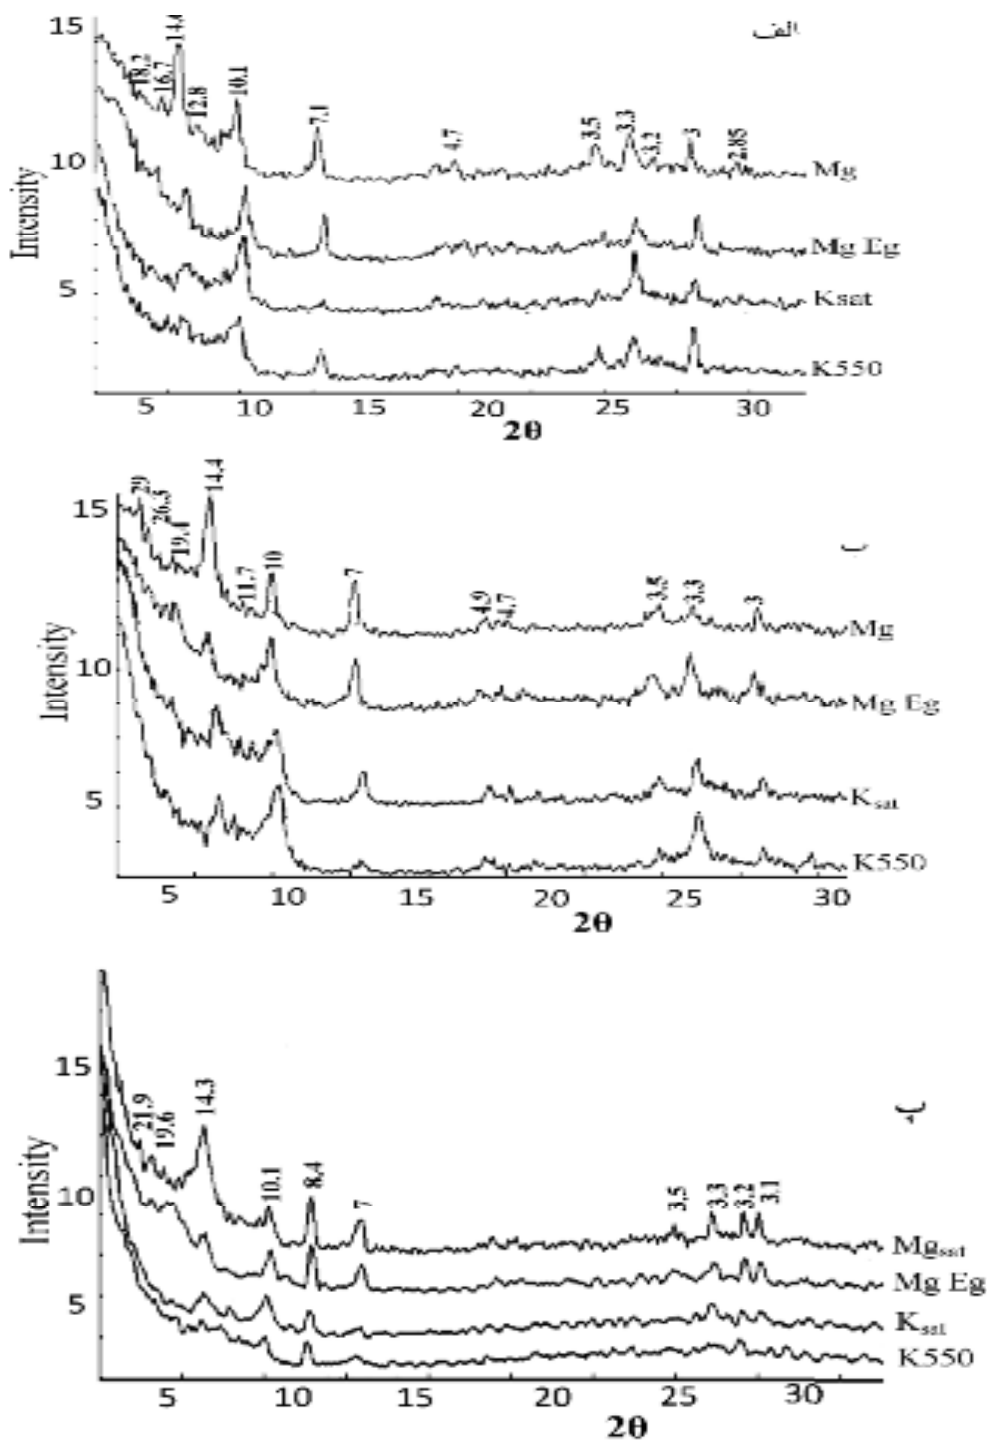 الف
15
10
5
Intensity
18.2 16.7 14.4 12.8 10.1 7.1 4.7 3.5 3.3 3.2 3 2.85
Mg
Mg Eg
Ksat
K550
5 10 15 20 25 30
2θ
ب
15
10
5
Intensity
29 26.5 19.4 14.4 11.7 10 7 4.9 4.7 3.5 3.3 3
Mg
Mg Eg
Ksat
K550
5 10 15 20 25 30
2θ
پ
15
10
5
Intensity
21.9 19.6 14.3 10.1 8.4 7 3.5 3.3 3.2 3.1
Mgsat
Mg Eg
Ksat
K550
5 10 15 20 25 30
2θ